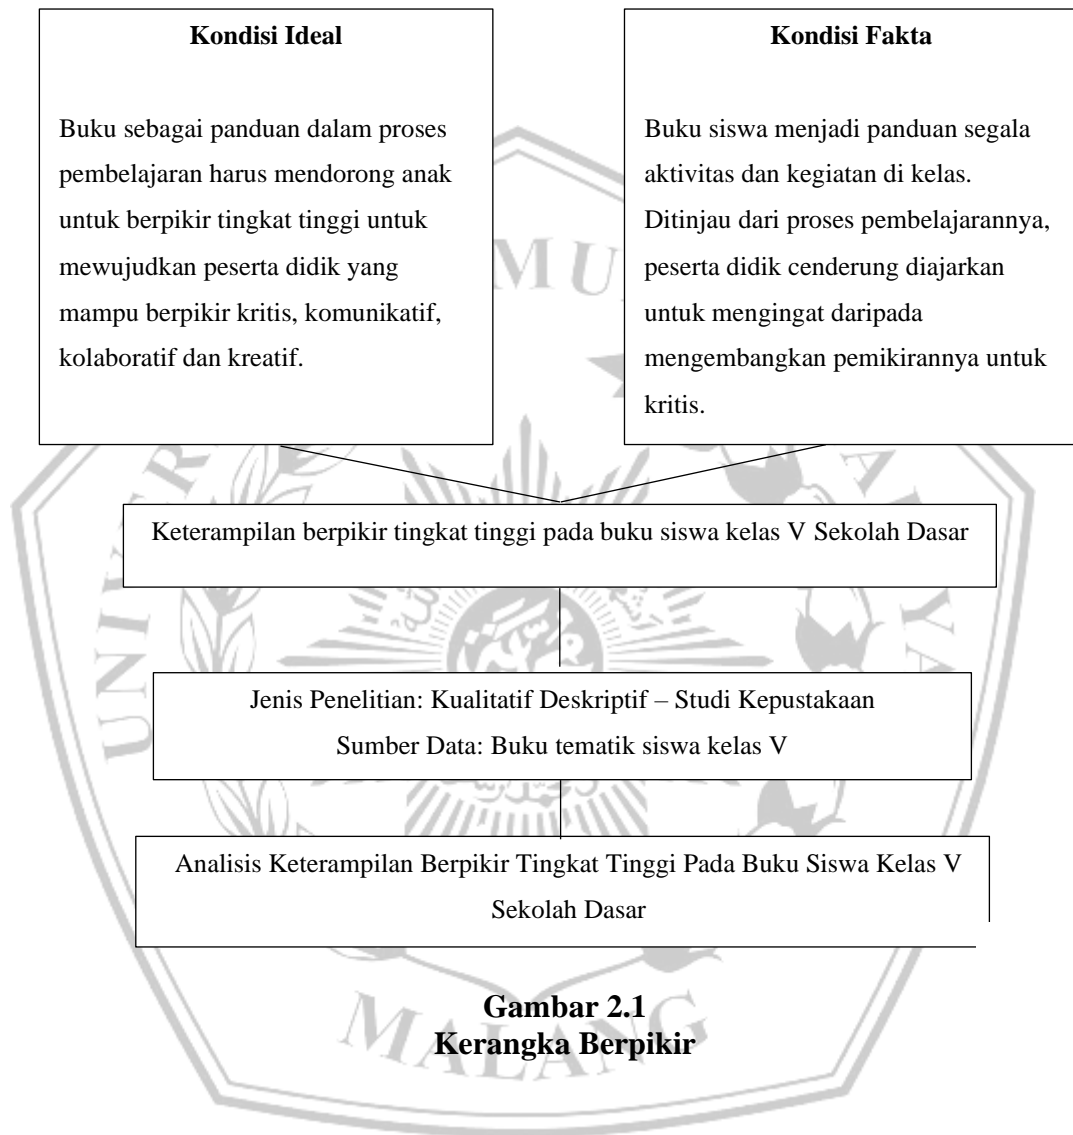 Kondisi Ideal
Buku sebagai panduan dalam proses
pembelajaran harus mendorong anak
untuk berpikir tingkat tinggi untuk
mewujudkan peserta didik yang
mampu berpikir kritis, komunikatif,
kolaboratif dan kreatif.
Kondisi Fakta
Buku siswa menjadi panduan segala
aktivitas dan kegiatan di kelas.
Ditinjau dari proses pembelajarannya,
peserta didik cenderung diajarkan
untuk mengingat daripada
mengembangkan pemikirannya untuk
kritis.
Keterampilan berpikir tingkat tinggi pada buku siswa kelas V Sekolah Dasar
Jenis Penelitian: Kualitatif Deskriptif – Studi Kepustakaan
Sumber Data: Buku tematik siswa kelas V
Analisis Keterampilan Berpikir Tingkat Tinggi Pada Buku Siswa Kelas V
Sekolah Dasar
Gambar 2.1
Kerangka Berpikir
MALANG